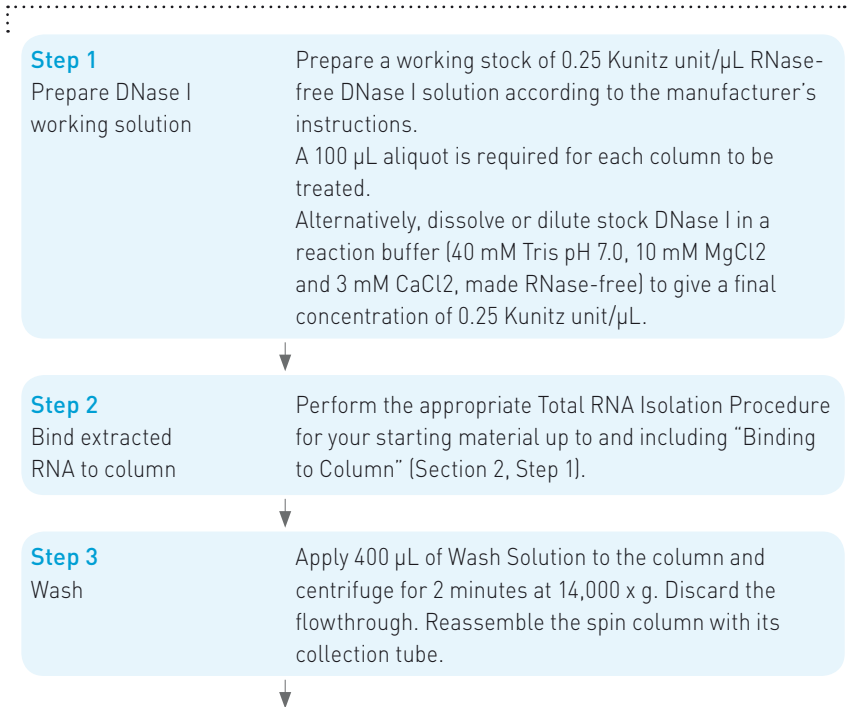 Step 1
Prepare DNase I
working solution
Prepare a working stock of 0.25 Kunitz unit/μL RNase-
free DNase I solution according to the manufacturer's
instructions.
A 100 μL aliquot is required for each column to be
treated.
Alternatively, dissolve or dilute stock DNase I in a
reaction buffer (40 mM Tris pH 7.0, 10 mM MgCl2
and 3 mM CaCl2, made RNase-free) to give a final
concentration of 0.25 Kunitz unit/μL.
Step 2
Bind extracted
RNA to column
Perform the appropriate Total RNA Isolation Procedure
for your starting material up to and including “Binding
to Column” (Section 2, Step 1).
Step 3
Wash
Apply 400 μL of Wash Solution to the column and
centrifuge for 2 minutes at 14,000 x g. Discard the
flowthrough. Reassemble the spin column with its
collection tube.